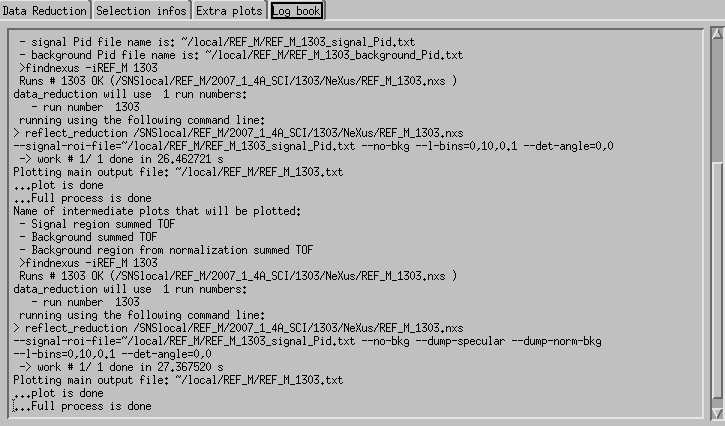 Data Reduction Selection infos Extra plots Log book
- signal Pid file name is: ~/local/REF_M/REF_M_1303_signal_Pid.txt
- background Pid file name is: ~/local/REF_M/REF_M_1303_background_Pid.txt
>findnexus -iREF_M 1303
Runs # 1303 OK (/SNSlocal/REF_M/2007_1_4A_SCI/1303/NeXus/REF_M_1303.nxs )
data_reduction will use  1 run numbers:
- run number  1303
running using the following command line:
> reflect_reduction /SNSlocal/REF_M/2007_1_4A_SCI/1303/NeXus/REF_M_1303.nxs
--signal-roi-file=~/local/REF_M/REF_M_1303_signal_Pid.txt --no-bkg --l-bins=0,10,0.1 --det-angle=0,0
-> work # 1/ 1 done in 26.462721 s
Plotting main output file: ~/local/REF_M/REF_M_1303.txt
...plot is done
...Full process is done
Name of intermediate plots that will be plotted:
- Signal region summed TOF
- Background summed TOF
- Background region from normalization summed TOF
>findnexus -iREF_M 1303
Runs # 1303 OK (/SNSlocal/REF_M/2007_1_4A_SCI/1303/NeXus/REF_M_1303.nxs )
data_reduction will use  1 run numbers:
- run number  1303
running using the following command line:
> reflect_reduction /SNSlocal/REF_M/2007_1_4A_SCI/1303/NeXus/REF_M_1303.nxs
--signal-roi-file=~/local/REF_M/REF_M_1303_signal_Pid.txt --no-bkg --dump-specular --dump-norm-bkg
--l-bins=0,10,0.1 --det-angle=0,0
-> work # 1/ 1 done in 27.367520 s
Plotting main output file: ~/local/REF_M/REF_M_1303.txt
...plot is done
...Full process is done